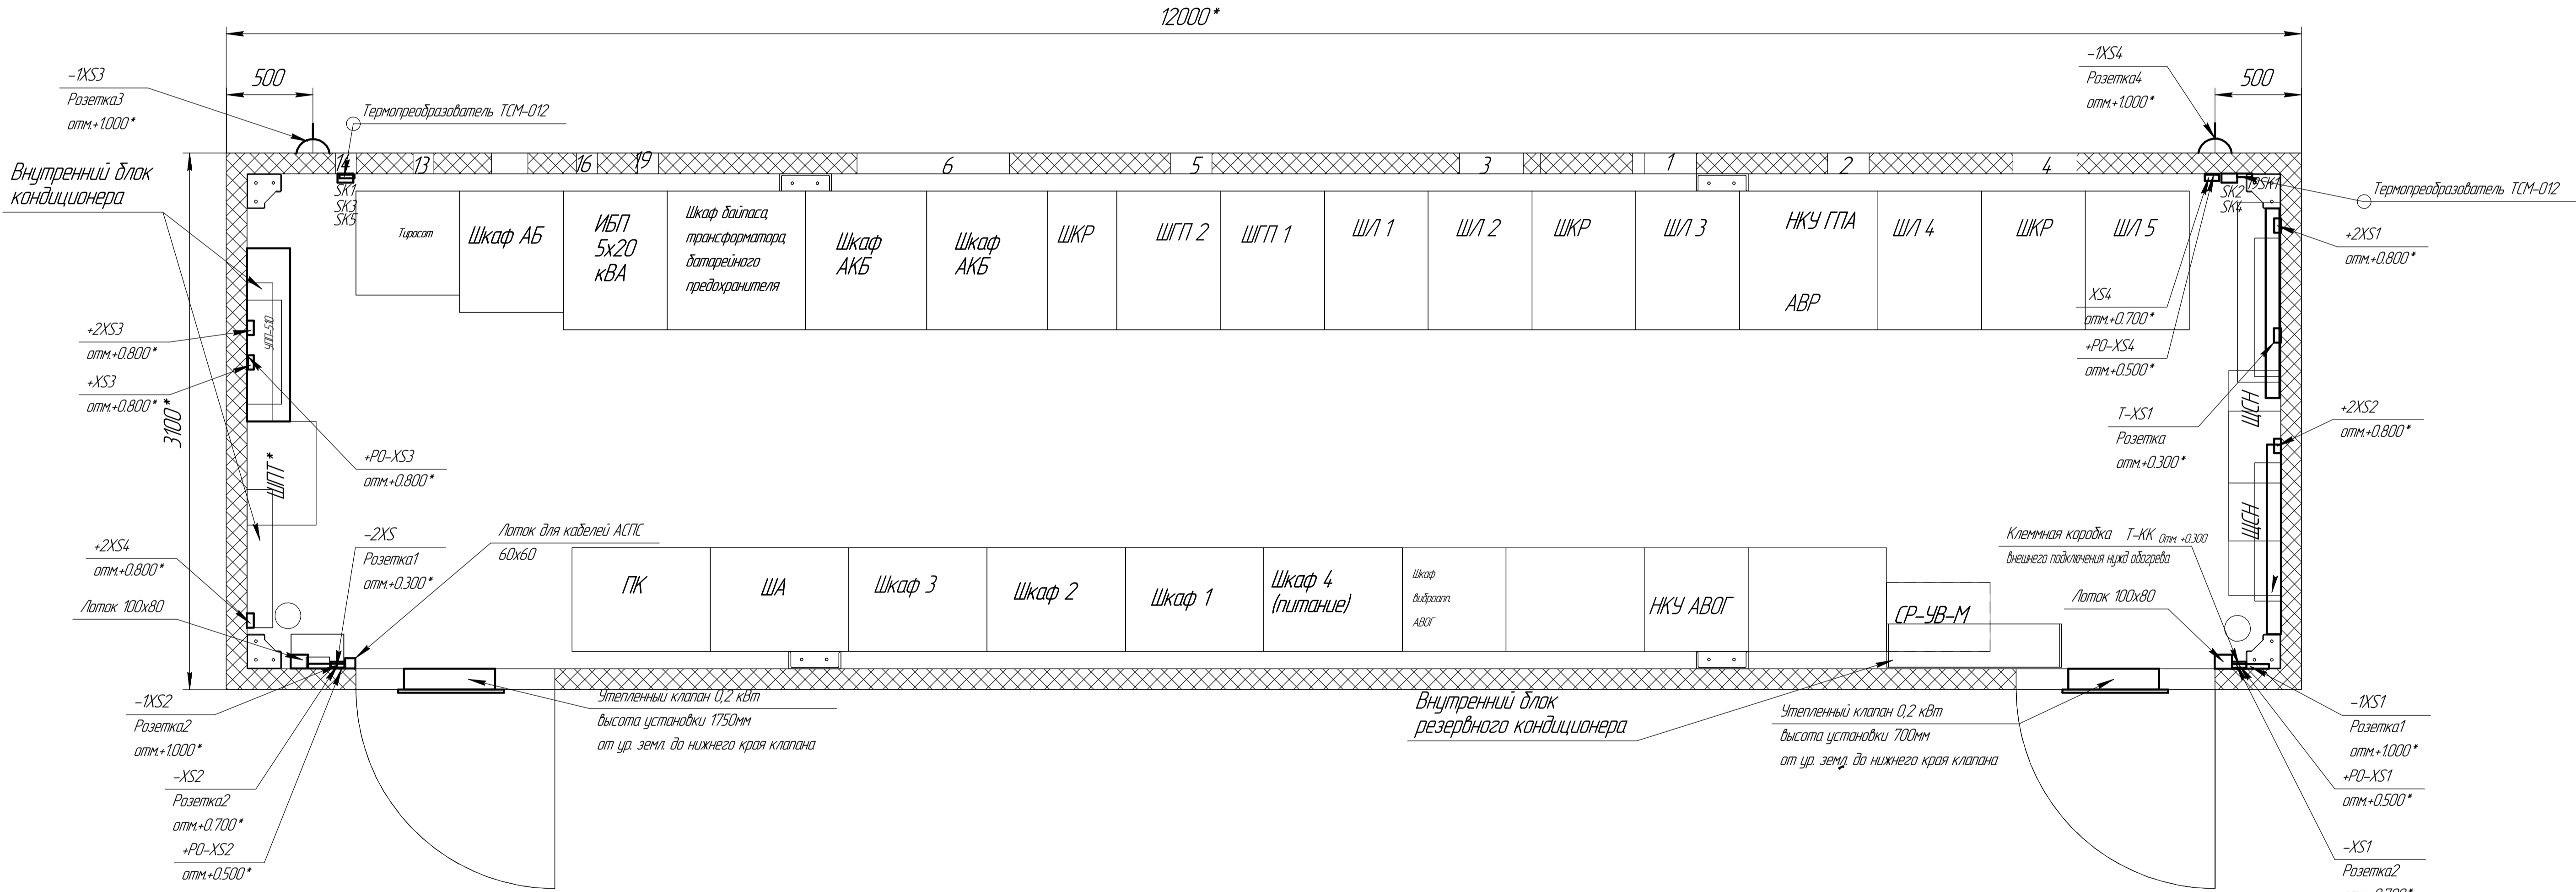 12000*
-1XS3
Розетка3
отм.+1.000*
500
Термопреобразователь ТСМ-012
-1XS4
Розетка4
отм.+1.000*
500
Внутренний блок
кондиционера
14
13
16
19
6
5
3
1
2
4
SK1
SK3
SK5
Тиросот
Шкаф АБ
ИБП
5х20
кВА
Шкаф байпаса,
трансформатора,
батарейного
предохранителя
Шкаф
АКБ
Шкаф
АКБ
ШКР
ШГП 2
ШГП 1
ШЛ 1
ШЛ 2
ШКР
ШЛ 3
НКУ ГПА
АВР
ШЛ 4
ШКР
ШЛ 5
SK2
SK4
19SK1
Термопреобразователь ТСМ-012
+2XS1
отм.+0.800*
XS4
отм.+0.700*
+РО-XS4
отм.+0.500*
+2XS3
отм.+0.800*
+XS3
отм.+0.800*
УПП-510
3100*
ШПТ*
+РО-XS3
отм.+0.800*
Т-XS1
Розетка
отм.+0.300*
ЩСН
+2XS2
отм.+0.800*
ЩСН
+2XS4
отм.+0.800*
Лоток 100х80
-2XS
Розетка1
отм.+0.300*
Лоток для кабелей АСПС
60х60
ПК
ША
Шкаф 3
Шкаф 2
Шкаф 1
Шкаф 4
(питание)
Шкаф
виброапп.
АВОГ
НКУ АВОГ
СР-УВ-М
Клеммная коробка Т-КК Отм. +0.300
внешнего подключения нужд обогрева
Лоток 100х80
-1XS2
Розетка2
отм.+1.000*
-XS2
Розетка2
отм.+0.700*
+РО-XS2
отм.+0.500*
Утепленный клапан 0,2 кВт
высота установки 1750мм
от ур. земл. до нижнего края клапана
Внутренний блок
резервного кондиционера
Утепленный клапан 0,2 кВт
высота установки 700мм
от ур. земл. до нижнего края клапана
-1XS1
Розетка1
отм.+1.000*
+РО-XS1
отм.+0.500*
-XS1
Розетка2